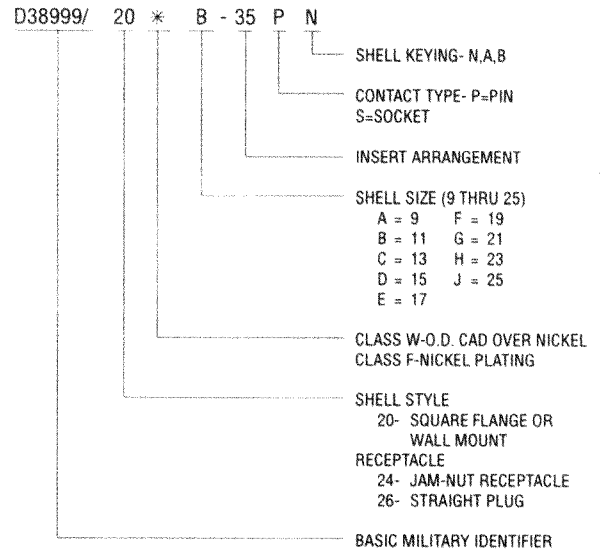 D38999/ 20 * B - 35 P N
SHELL KEYING- N,A,B
CONTACT TYPE- P=PIN
S=SOCKET
INSERT ARRANGEMENT
SHELL SIZE (9 THRU 25)
A = 9 F = 19
B = 11 G = 21
C = 13 H = 23
D = 15 J = 25
E = 17
CLASS W-O.D. CAD OVER NICKEL
CLASS F-NICKEL PLATING
SHELL STYLE
20- SQUARE FLANGE OR
WALL MOUNT
RECEPTACLE
24- JAM-NUT RECEPTACLE
26- STRAIGHT PLUG
BASIC MILITARY IDENTIFIER